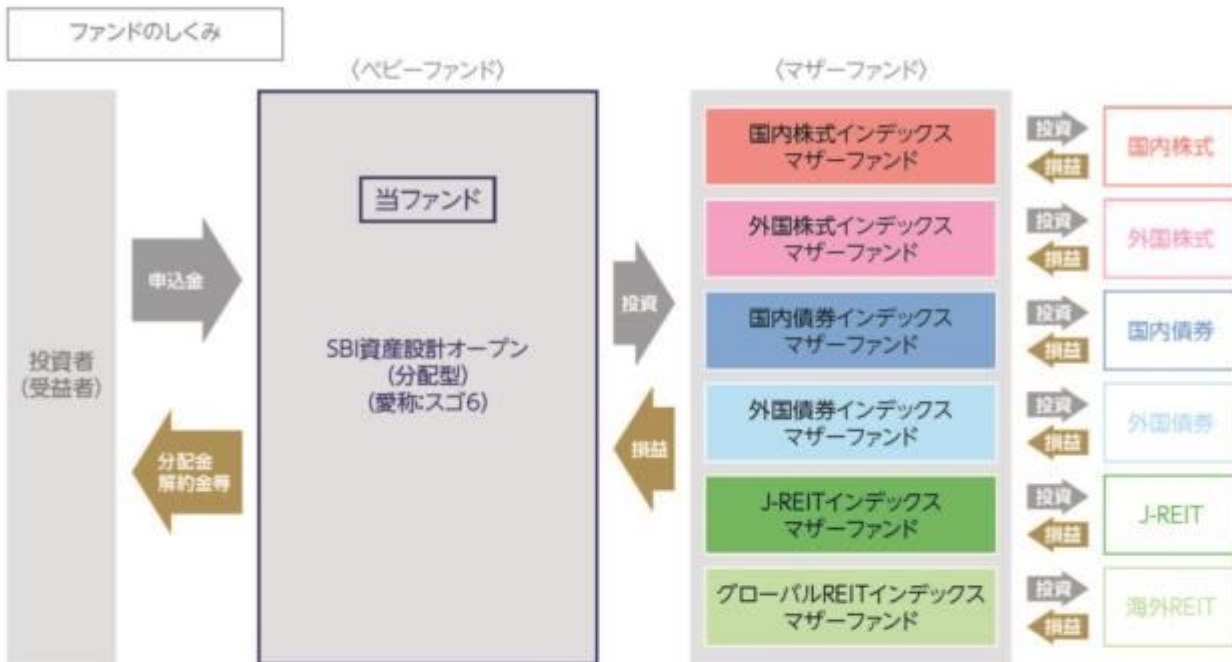 ファンドのしくみ
〈ベビーファンド〉
〈マザーファンド〉
投資者
(受益者)
申込金
分配金
解約金等
当ファンド
SBI資産設計オープン
(分配型)
(愛称:スゴ6)
投資
損益
国内株式インデックス
マザーファンド
投資
損益
国内株式
外国株式インデックス
マザーファンド
投資
損益
外国株式
国内債券インデックス
マザーファンド
投資
損益
国内債券
外国債券インデックス
マザーファンド
投資
損益
外国債券
J-REITインデックス
マザーファンド
投資
損益
J-REIT
グローバルREITインデックス
マザーファンド
投資
損益
海外REIT